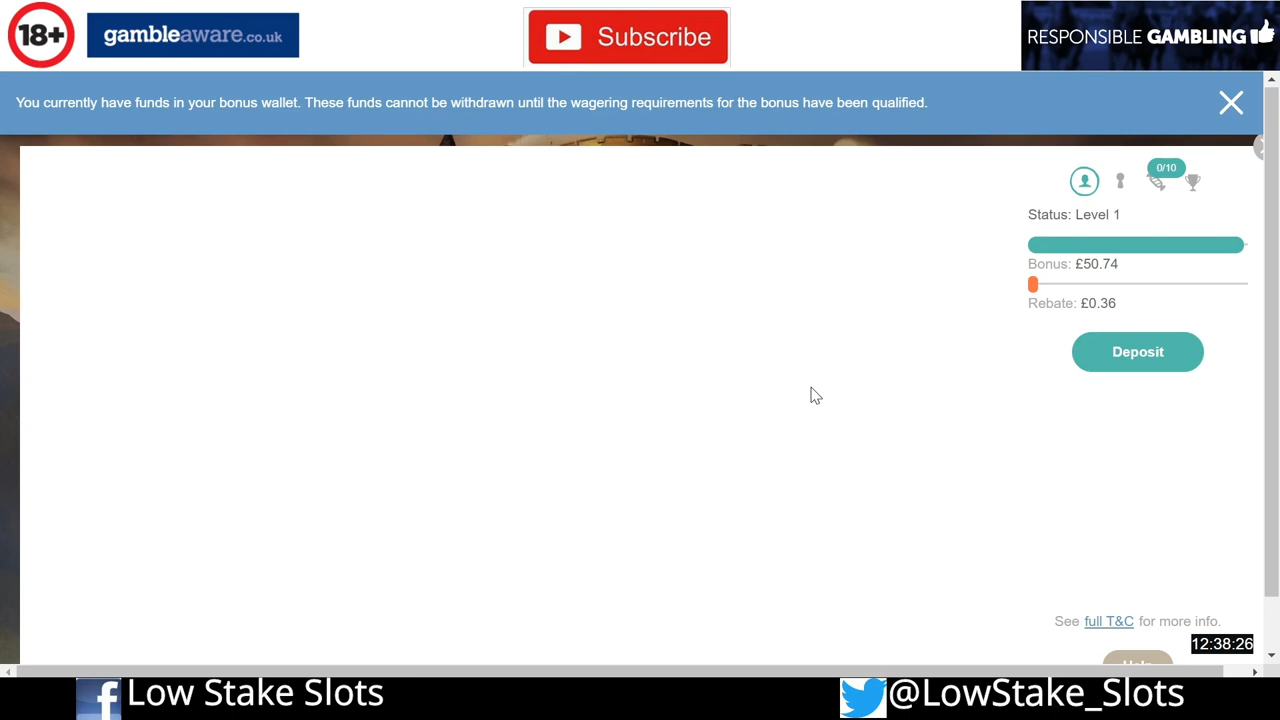 18+
gambleaware.co.uk
Subscribe
RESPONSIBLE GAMBLING
You currently have funds in your bonus wallet. These funds cannot be withdrawn until the wagering requirements for the bonus have been qualified.
0/10
Status: Level 1
Bonus: £50.74
Rebate: £0.36
Deposit
See full T&C for more info.
12:38:26
Help
Low Stake Slots
@LowStake_Slots